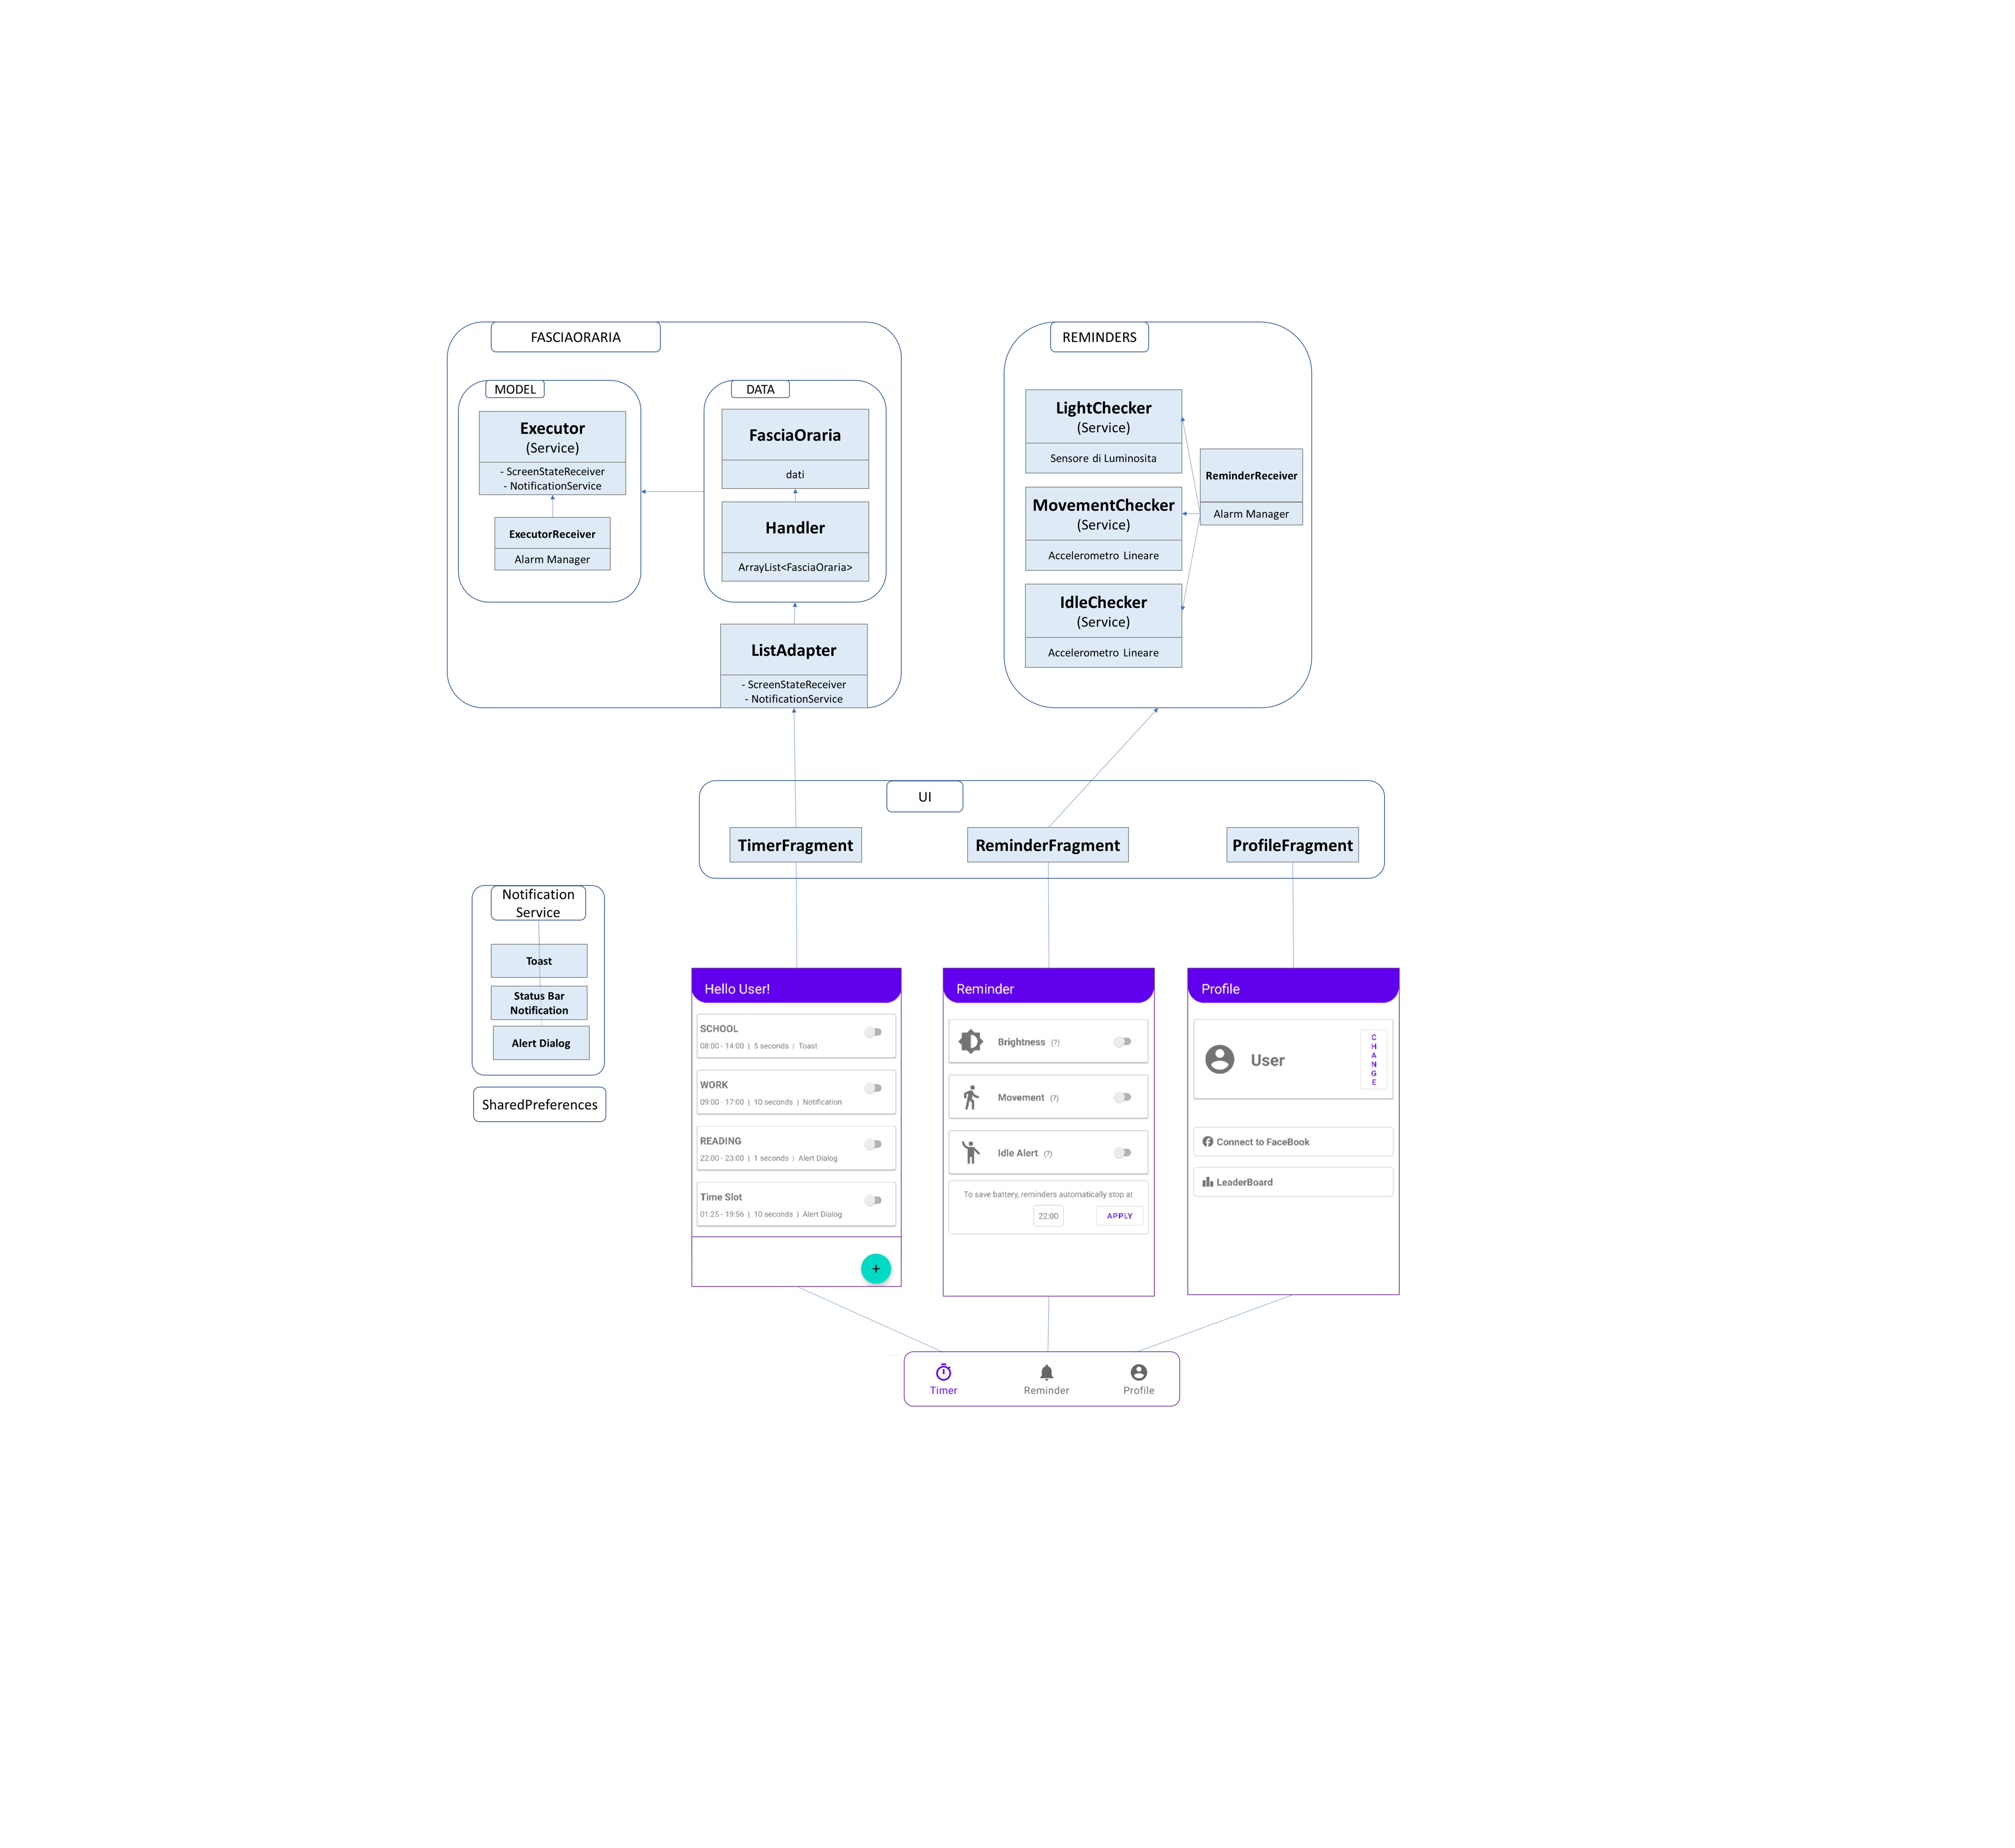 FASCIAORARIA
MODEL
Executor
(Service)
- ScreenStateReceiver
- NotificationService
ExecutorReceiver
Alarm Manager
DATA
FasciaOraria
dati
Handler
ArrayList<FasciaOraria>
ListAdapter
- ScreenStateReceiver
- NotificationService
REMINDERS
LightChecker
(Service)
Sensore di Luminosita
MovementChecker
(Service)
Accelerometro Lineare
IdleChecker
(Service)
Accelerometro Lineare
ReminderReceiver
Alarm Manager
UI
TimerFragment
ReminderFragment
ProfileFragment
Notification
Service
Toast
Status Bar
Notification
Alert Dialog
SharedPreferences
Hello User!
SCHOOL
08:00 - 14:00 | 5 seconds | Toast
WORK
09:00 - 17:00 | 10 seconds | Notification
READING
22:00 - 23:00 | 1 seconds | Alert Dialog
Time Slot
01:25 - 19:56 | 10 seconds | Alert Dialog
+
Reminder
Brightness (?)
Movement (?)
Idle Alert (?)
To save battery, reminders automatically stop at
22:00
APPLY
Profile
User
C
H
A
N
G
E
Connect to FaceBook
LeaderBoard
Timer
Reminder
Profile